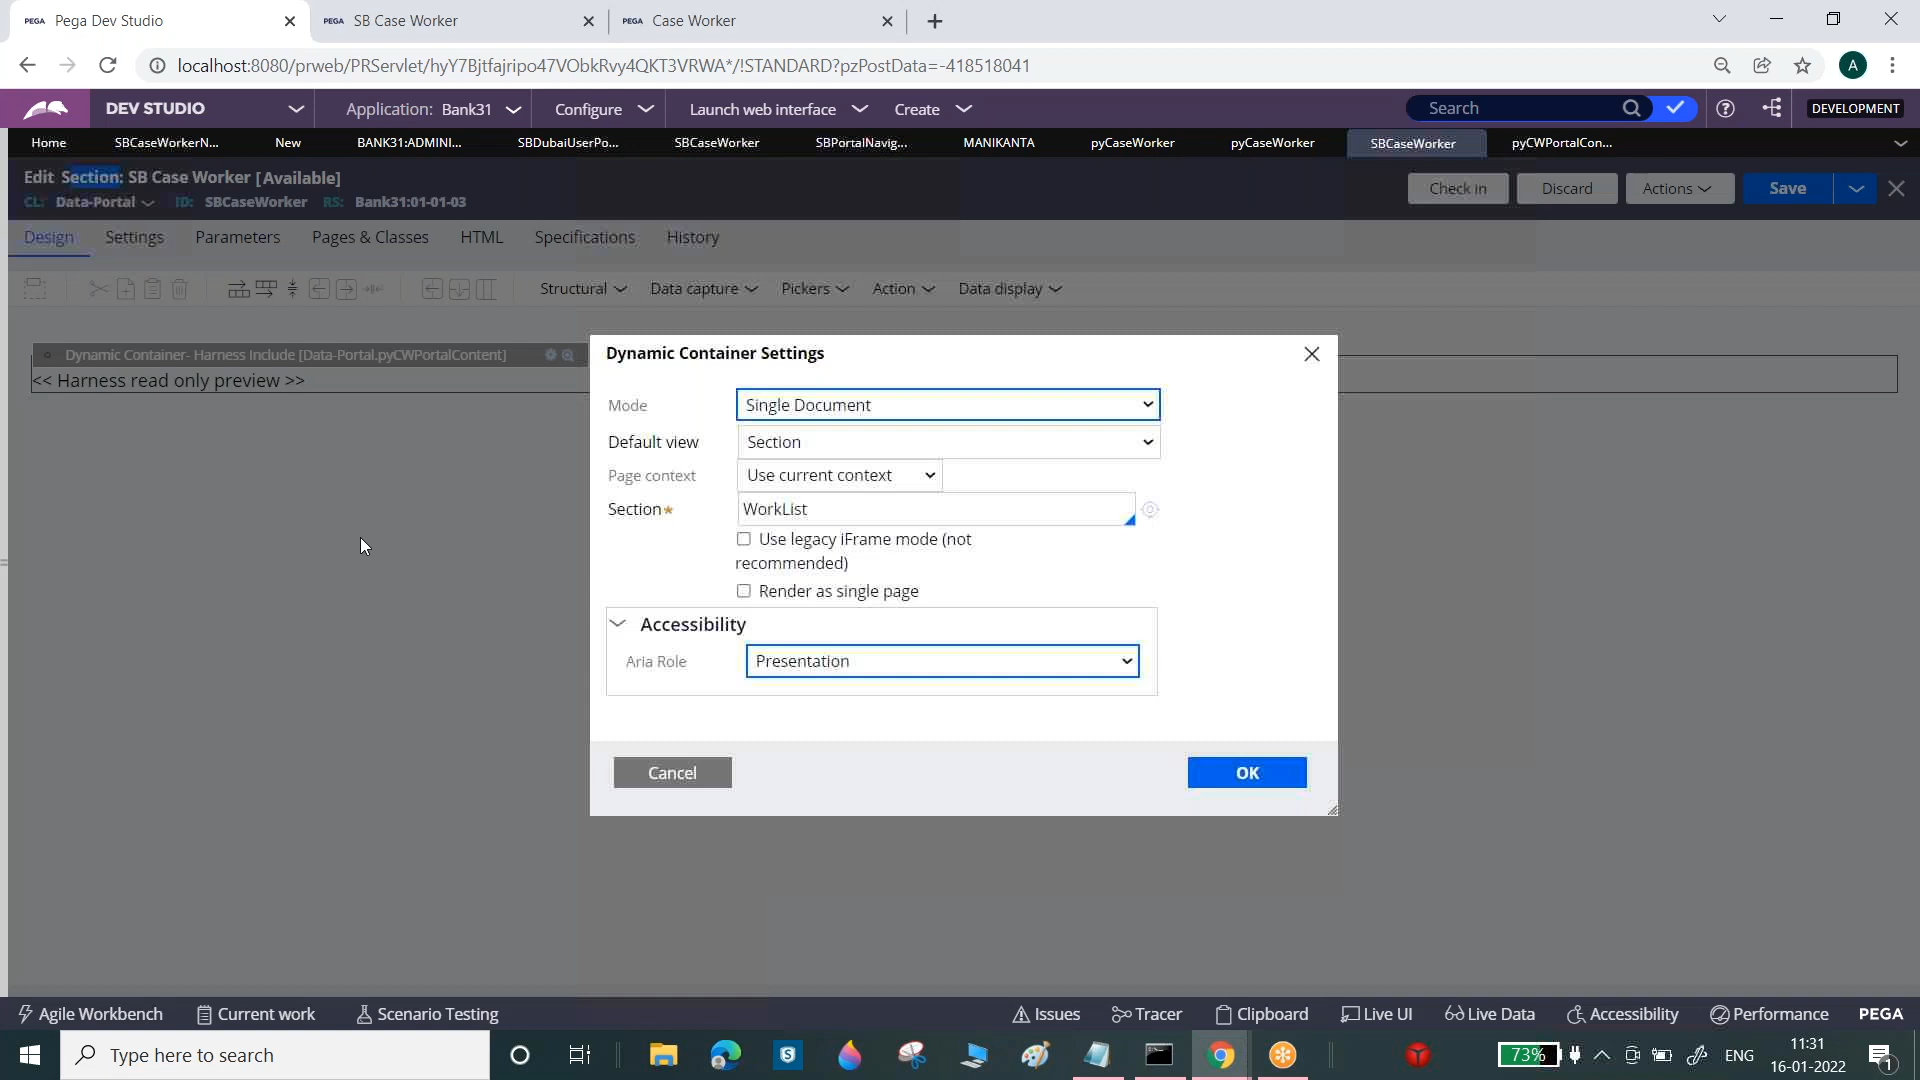 PEGA Pega Dev Studio
PEGA SB Case Worker
PEGA Case Worker
localhost:8080/prweb/PRServlet/hyY7Bjtfajripo47VObkRvy4QKT3VRWA*/!STANDARD?pzPostData=-418518041
A
DEV STUDIO
Application: Bank31
Configure
Launch web interface
Create
Search
DEVELOPMENT
Home
SBCaseWorkerN...
New
BANK31:ADMINI...
SBDubaiUserPo...
SBCaseWorker
SBPortalNavig...
MANIKANTA
pyCaseWorker
pyCaseWorker
SBCaseWorker
pyCWPortalCon...
Edit Section: SB Case Worker [Available]
CL: Data-Portal ID: SBCaseWorker RS: Bank31:01-01-03
Check in
Discard
Actions
Save
Design
Settings
Parameters
Pages & Classes
HTML
Specifications
History
Structural
Data capture
Pickers
Action
Data display
Dynamic Container- Harness Include [Data-Portal.pyCWPortalContent]
<< Harness read only preview >>
Dynamic Container Settings
Mode Single Document
Default view Section
Page context Use current context
Section★ WorkList
Use legacy iFrame mode (not
recommended)
Render as single page
Accessibility
Aria Role Presentation
Cancel
OK
Agile Workbench
Current work
Scenario Testing
Issues
Tracer
Clipboard
Live UI
Live Data
Accessibility
Performance
PEGA
Type here to search
73%
ENG
11:31
16-01-2022
1